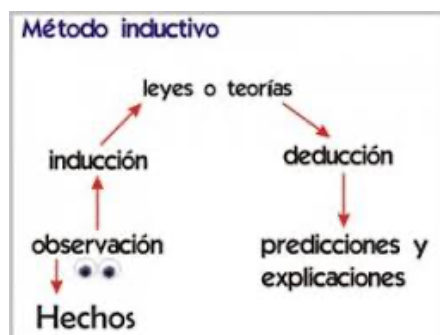 Método inductivo
leyes o teorías
inducción
deducción
observación
predicciones y
explicaciones
Hechos